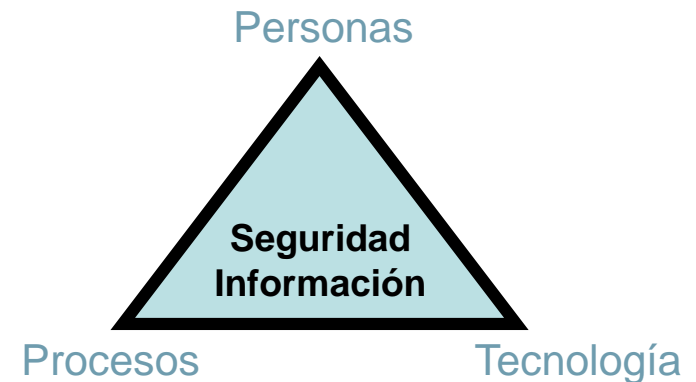 Personas
Seguridad
Información
Procesos
Tecnología